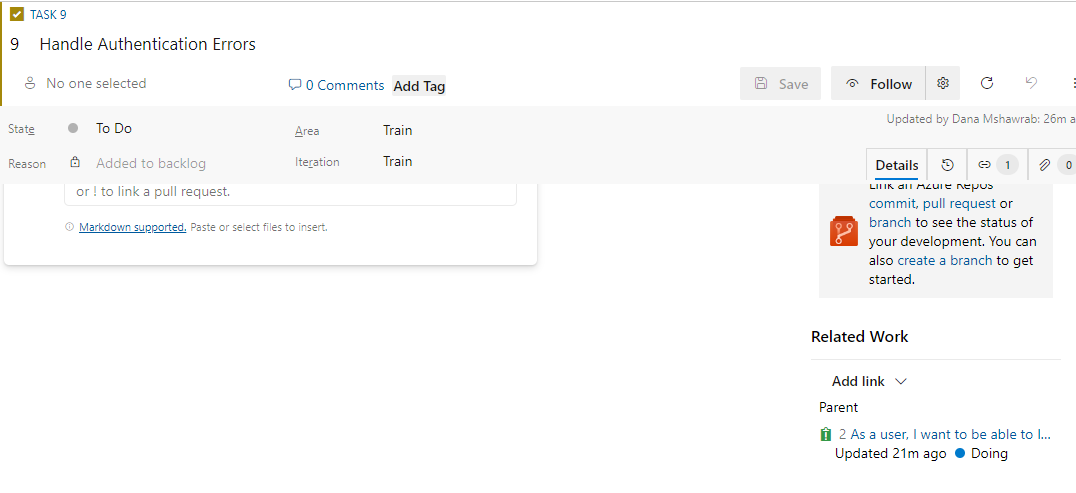 TASK 9
9 Handle Authentication Errors
No one selected
0 Comments Add Tag
Save
Follow
State To Do
Area Train
Updated by Dana Mshawrab: 26m a
Reason Added to backlog
Iteration Train
Details
1
0
or ! to link a pull request.
Markdown supported. Paste or select files to insert.
Link an Azure Repos
commit, pull request or
branch to see the status of
your development. You can
also create a branch to get
started.
Related Work
Add link
Parent
2 As a user, I want to be able to l...
Updated 21m ago Doing